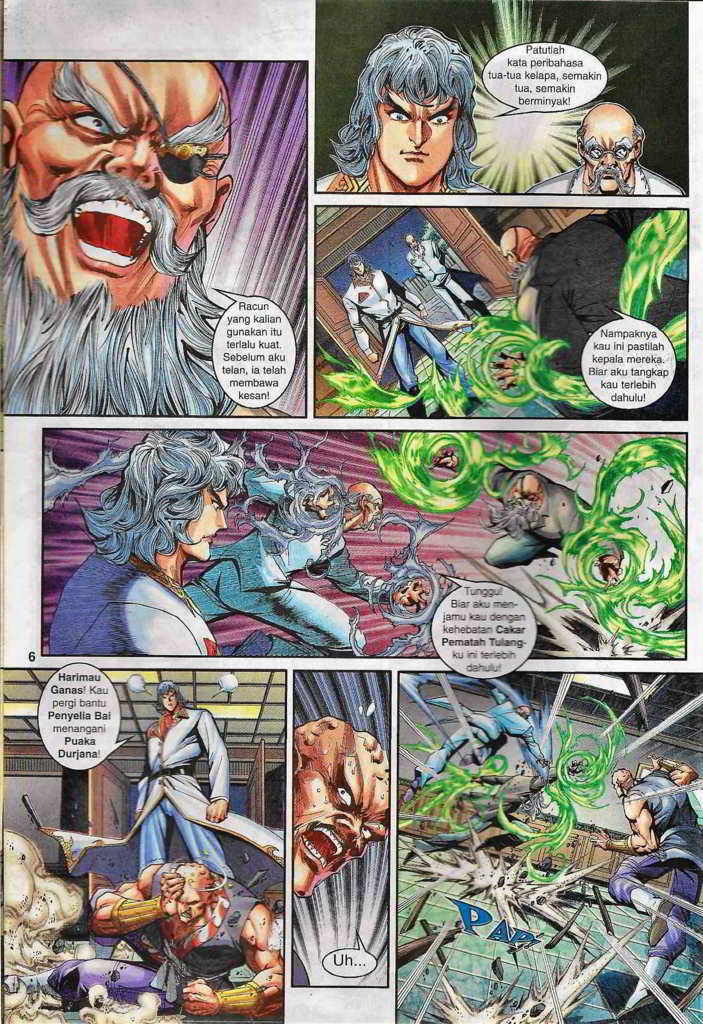 Patutlah
kata peribahasa
tua-tua kelapa, semakin
tua, semakin
berminyak!
Racun
yang kalian
gunakan itu
terlalu kuat.
Sebelum aku
telan, ia telah
membawa
kesan!
Nampaknya
kau ini pastilah
kepala mereka.
Biar aku tangkap
kau terlebih
dahulu!
Tunggu!
Biar aku men-
jamu kau dengan
kehebatan Cakar
Pematah Tulang-
ku ini terlebih
dahulu!
6
Harimau
Ganas! Kau
pergi bantu
Penyelia Bai
menangani
Puaka
Durjana!
Uh...
PAP!